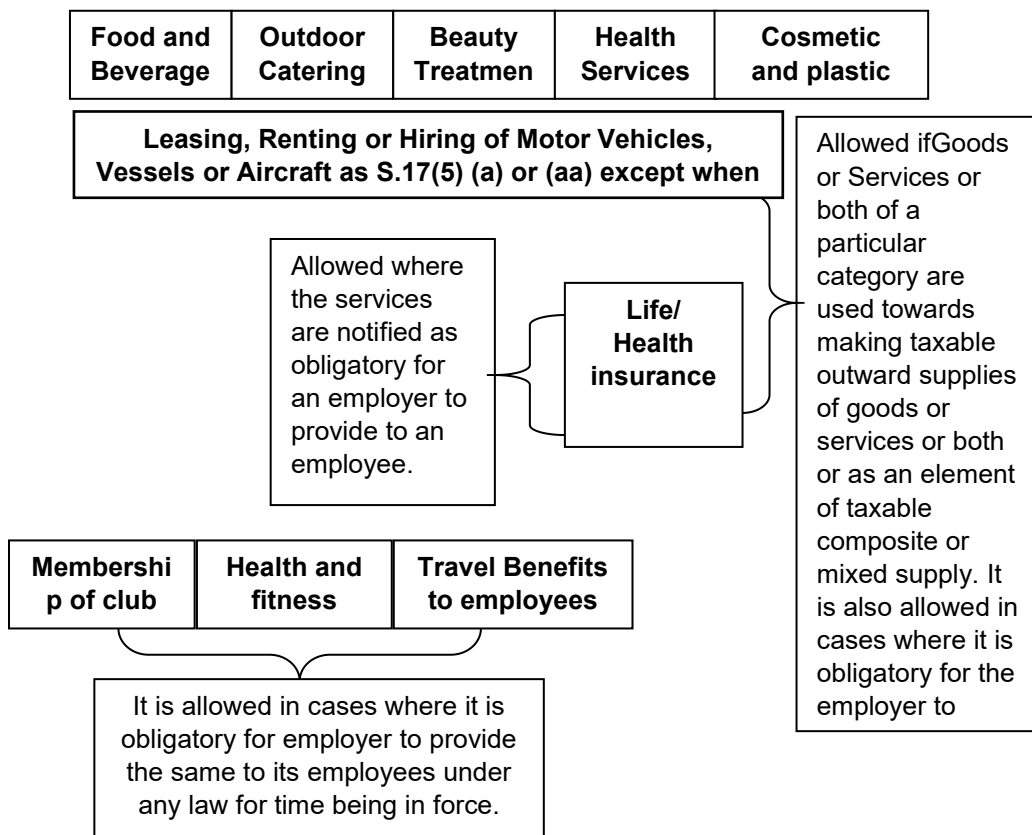 Food and
Beverage
Outdoor
Catering
Beauty
Treatmen
Health
Services
Cosmetic
and plastic
Leasing, Renting or Hiring of Motor Vehicles,
Vessels or Aircraft as S.17(5) (a) or (aa) except when
Allowed ifGoods
or Services or
both of a
particular
category are
used towards
making taxable
outward supplies
of goods or
services or both
or as an element
of taxable
composite or
mixed supply. It
is also allowed in
cases where it is
obligatory for the
employer to
Allowed where
the services
are notified as
obligatory for
an employer to
provide to an
employee.
Life/
Health
insurance
Membershi
p of club
Health and
fitness
Travel Benefits
to employees
It is allowed in cases where it is
obligatory for employer to provide
the same to its employees under
any law for time being in force.